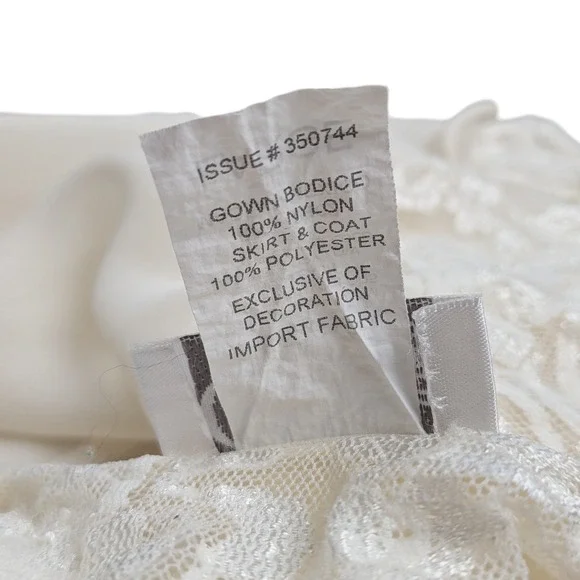 ISSUE # 350744
GOWN BODICE
100% NYLON
SKIRT & COAT
100% POLYESTER
EXCLUSIVE OF
DECORATION
IMPORT FABRIC